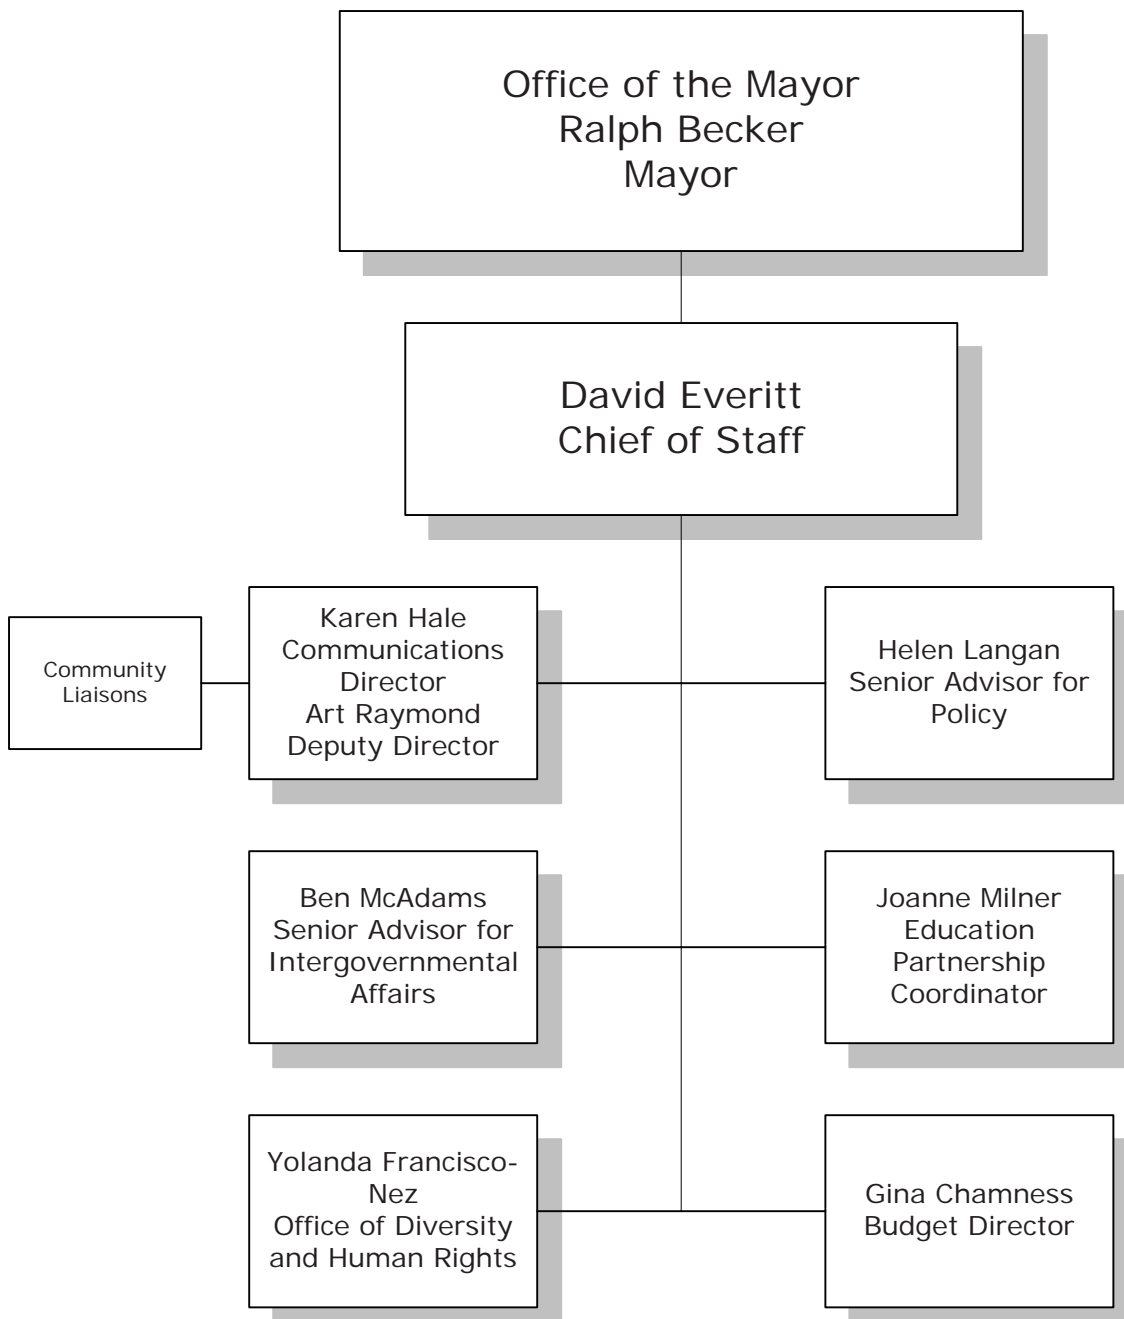 Office of the Mayor
Ralph Becker
Mayor
David Everitt
Chief of Staff
Community
Liaisons
Karen Hale
Communications
Director
Art Raymond
Deputy Director
Helen Langan
Senior Advisor for
Policy
Ben McAdams
Senior Advisor for
Intergovernmental
Affairs
Joanne Milner
Education
Partnership
Coordinator
Yolanda Francisco-
Nez
Office of Diversity
and Human Rights
Gina Chamness
Budget Director